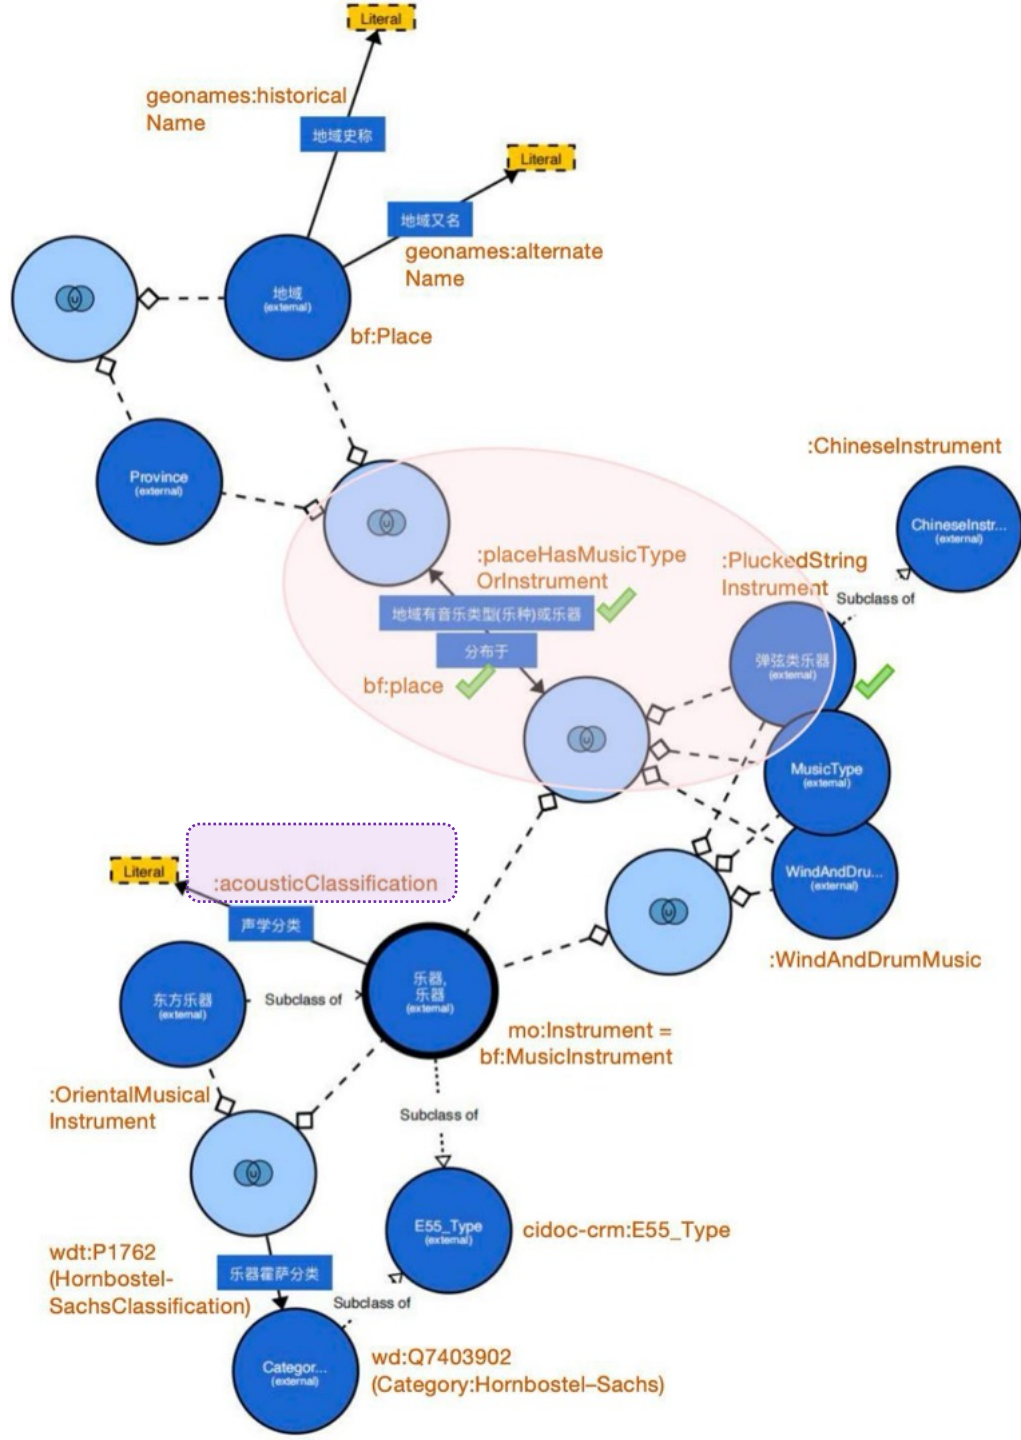 Literal
geonames:historical
Name
地域史称
Literal
地域又名
geonames:alternate
Name
地域
(external)
bf:Place
Province
(external)
:ChineseInstrument
ChineseInstr...
(external)
:placeHasMusicType
OrInstrument
:PluckedString
Instrument
Subclass of
地域有音乐类型(乐种)或乐器
分布于
bf:place
弹弦类乐器
(external)
MusicType
(external)
Literal
:acousticClassification
WindAndDru...
(external)
声学分类
:WindAndDrumMusic
东方乐器
(external)
Subclass of
乐器,
乐器
(external)
mo:Instrument =
bf:MusicInstrument
:OrientalMusical
Instrument
Subclass of
E55_Type
(external)
cidoc-crm:E55_Type
wdt:P1762
(Hornbostel-
SachsClassification)
乐器霍萨分类
Subclass of
Categor...
(external)
wd:Q7403902
(Category:Hornbostel–Sachs)